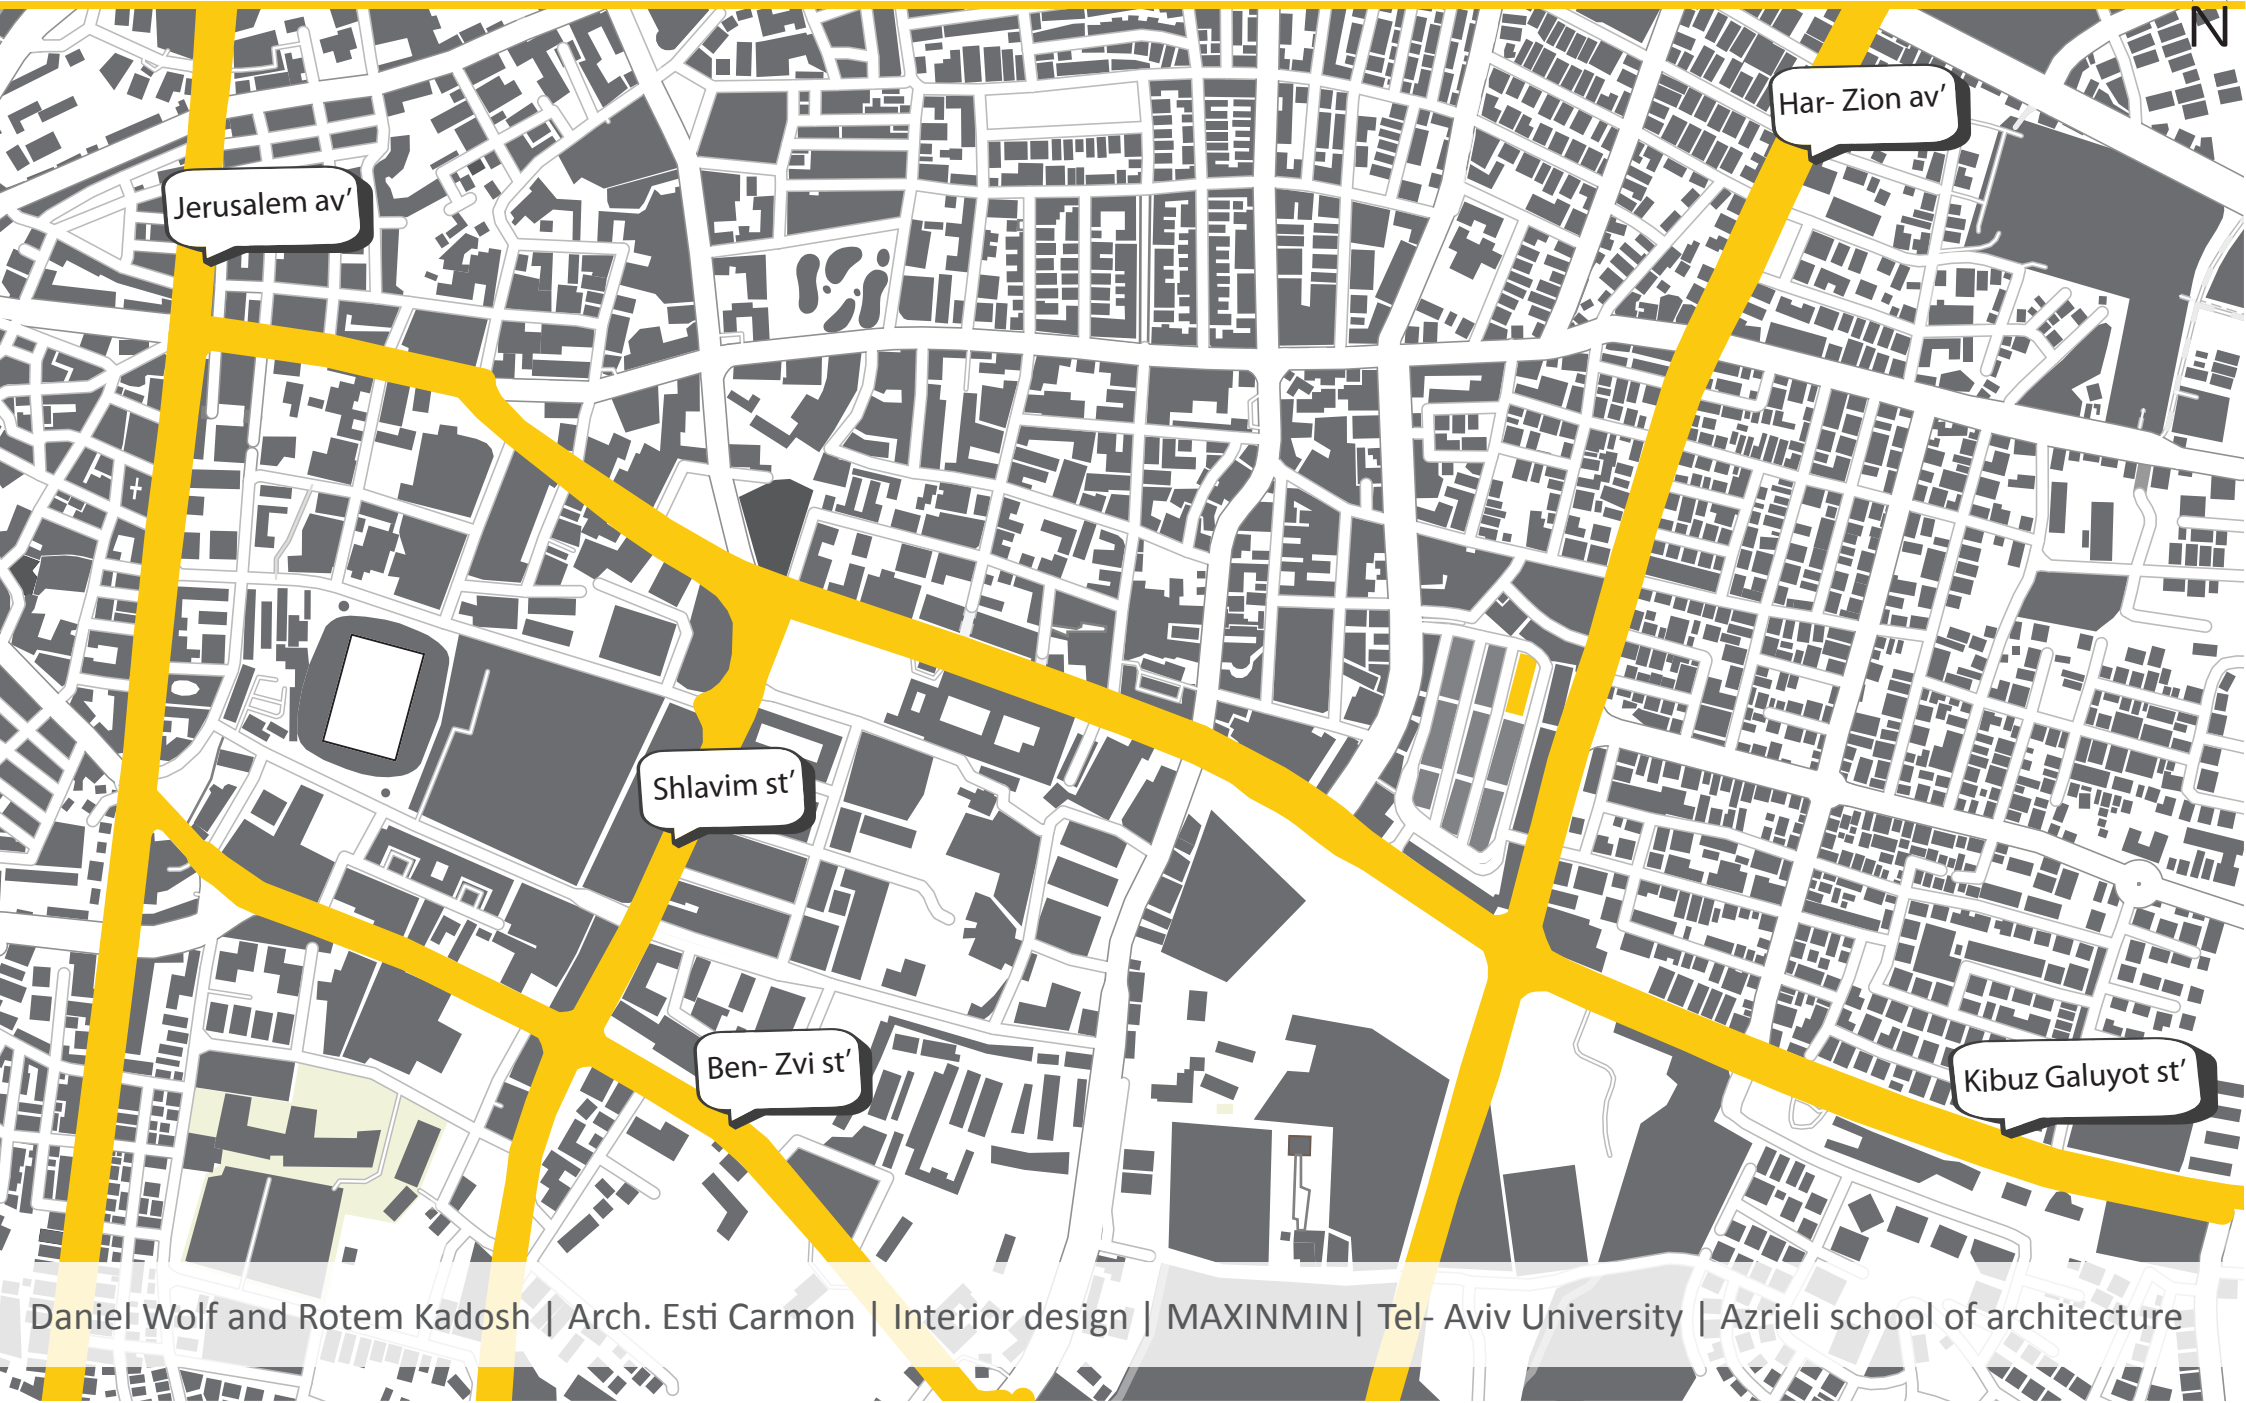 N
Har- Zion av’
Jerusalem av’
Shlavim st’
Ben- Zvi st’
Kibuz Galuyot st’
Daniel Wolf and Rotem Kadosh | Arch. Esti Carmon | Interior design | MAXINMIN| Tel- Aviv University | Azrieli school of architecture